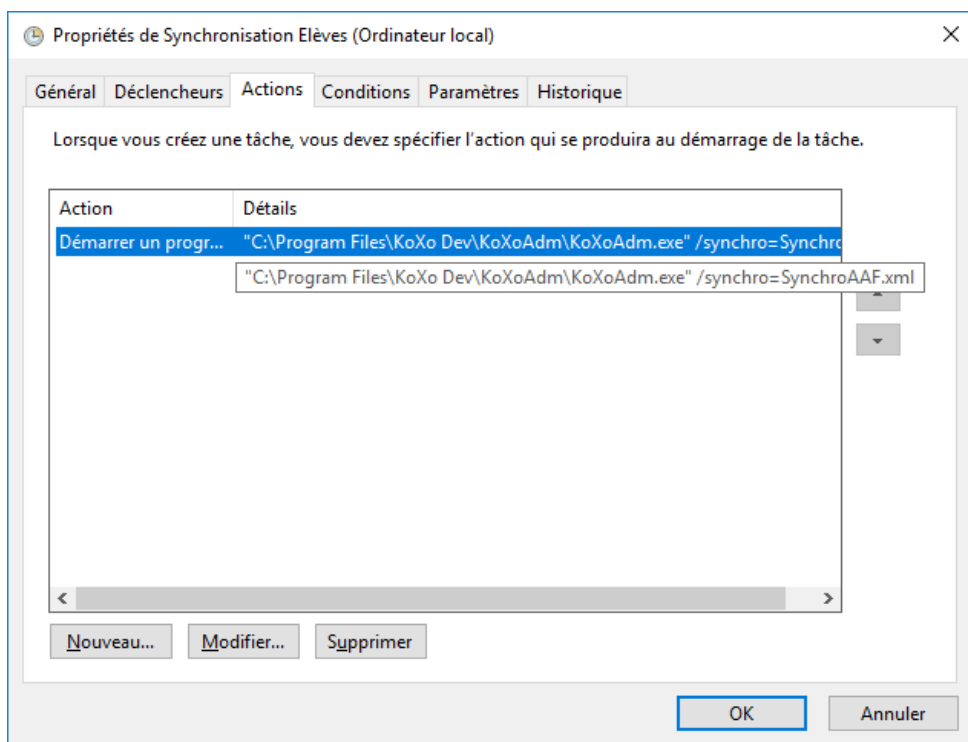 Propriétés de Synchronisation Elèves (Ordinateur local)
Général Déclencheurs Actions Conditions Paramètres Historique
Lorsque vous créez une tâche, vous devez spécifier l'action qui se produira au démarrage de la tâche.
Action Détails
Démarrer un progr... "C:\Program Files\KoXo Dev\KoXoAdm\KoXoAdm.exe" /synchro=Synchro
"C:\Program Files\KoXo Dev\KoXoAdm\KoXoAdm.exe" /synchro=SynchroAAF.xml
Nouveau... Modifier... Supprimer
OK Annuler